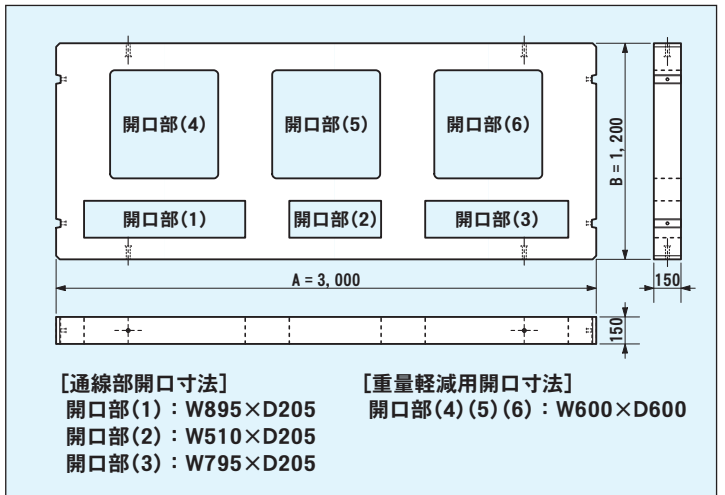 開口部(4)
開口部(5)
開口部(6)
開口部(1)
開口部(2)
開口部(3)
B=1,200
A=3,000
150
150
[通線部開口寸法]
開口部(1):W895×D205
開口部(2):W510×D205
開口部(3):W795×D205
[重量軽減用開口寸法]
開口部(4)(5)(6):W600×D600